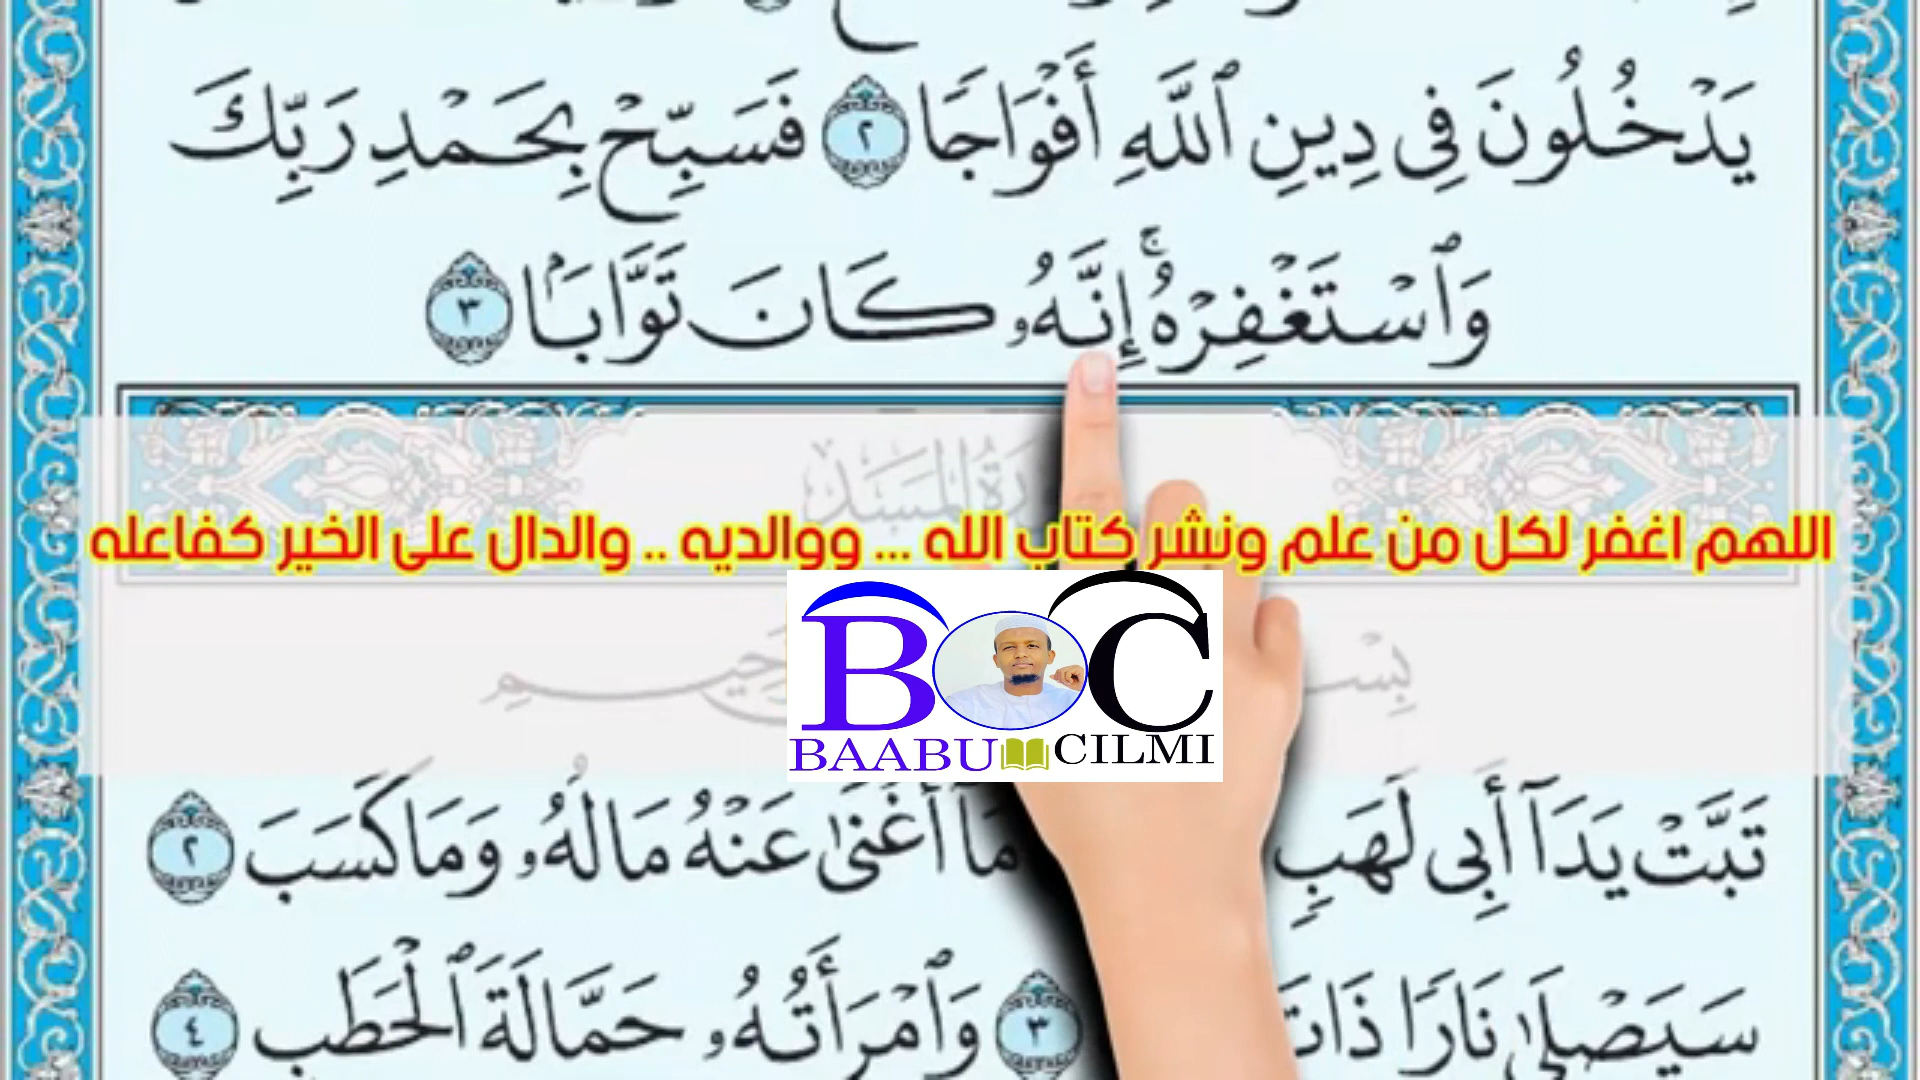 يَدْخُلُونَ فِى دِينِ ٱللَّهِ أَفْوَاجًا ٢ فَسَبِّحْ بِحَمْدِ رَبِّكَ
وَٱسْتَغْفِرْهُ ۚ إِنَّهُۥ كَانَ تَوَّابًۢا ٣
اللهم اغفر لكل من علم ونشر كتاب الله ... ووالديه .. والدال على الخير كفاعله
BOC
BAABU CILMI
تَبَّتْ يَدَآ أَبِى لَهَبٍ مَآ أَغْنَىٰ عَنْهُ مَالُهُۥ وَمَا كَسَبَ ٢
سَيَصْلَىٰ نَارًا ذَاتَ ٣ وَٱمْرَأَتُهُۥ حَمَّالَةَ ٱلْحَطَبِ ٤